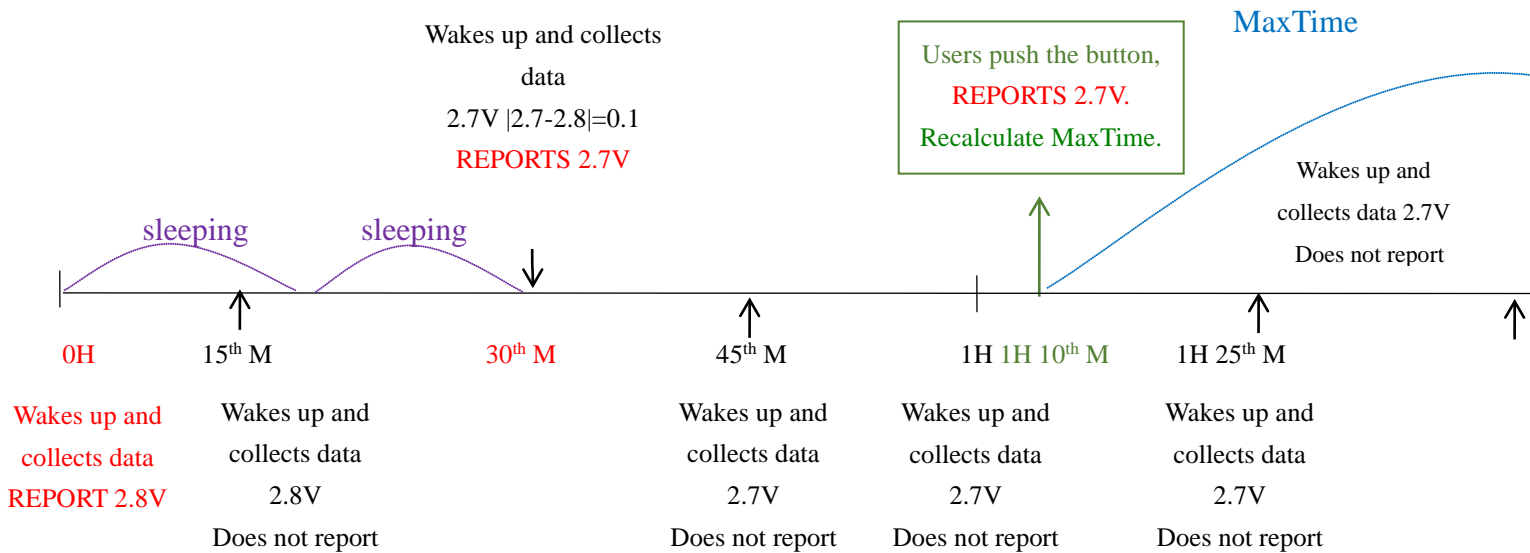 MaxTime
Wakes up and collects
data
2.7V |2.7-2.8|=0.1
REPORTS 2.7V
Users push the button,
REPORTS 2.7V.
Recalculate MaxTime.
Wakes up and
collects data 2.7V
Does not report
sleeping
sleeping
0H
15th M
30th M
45th M
1H
1H 10th M
1H 25th M
Wakes up and
collects data
REPORT 2.8V
Wakes up and
collects data
2.8V
Does not report
Wakes up and
collects data
2.7V
Does not report
Wakes up and
collects data
2.7V
Does not report
Wakes up and
collects data
2.7V
Does not report